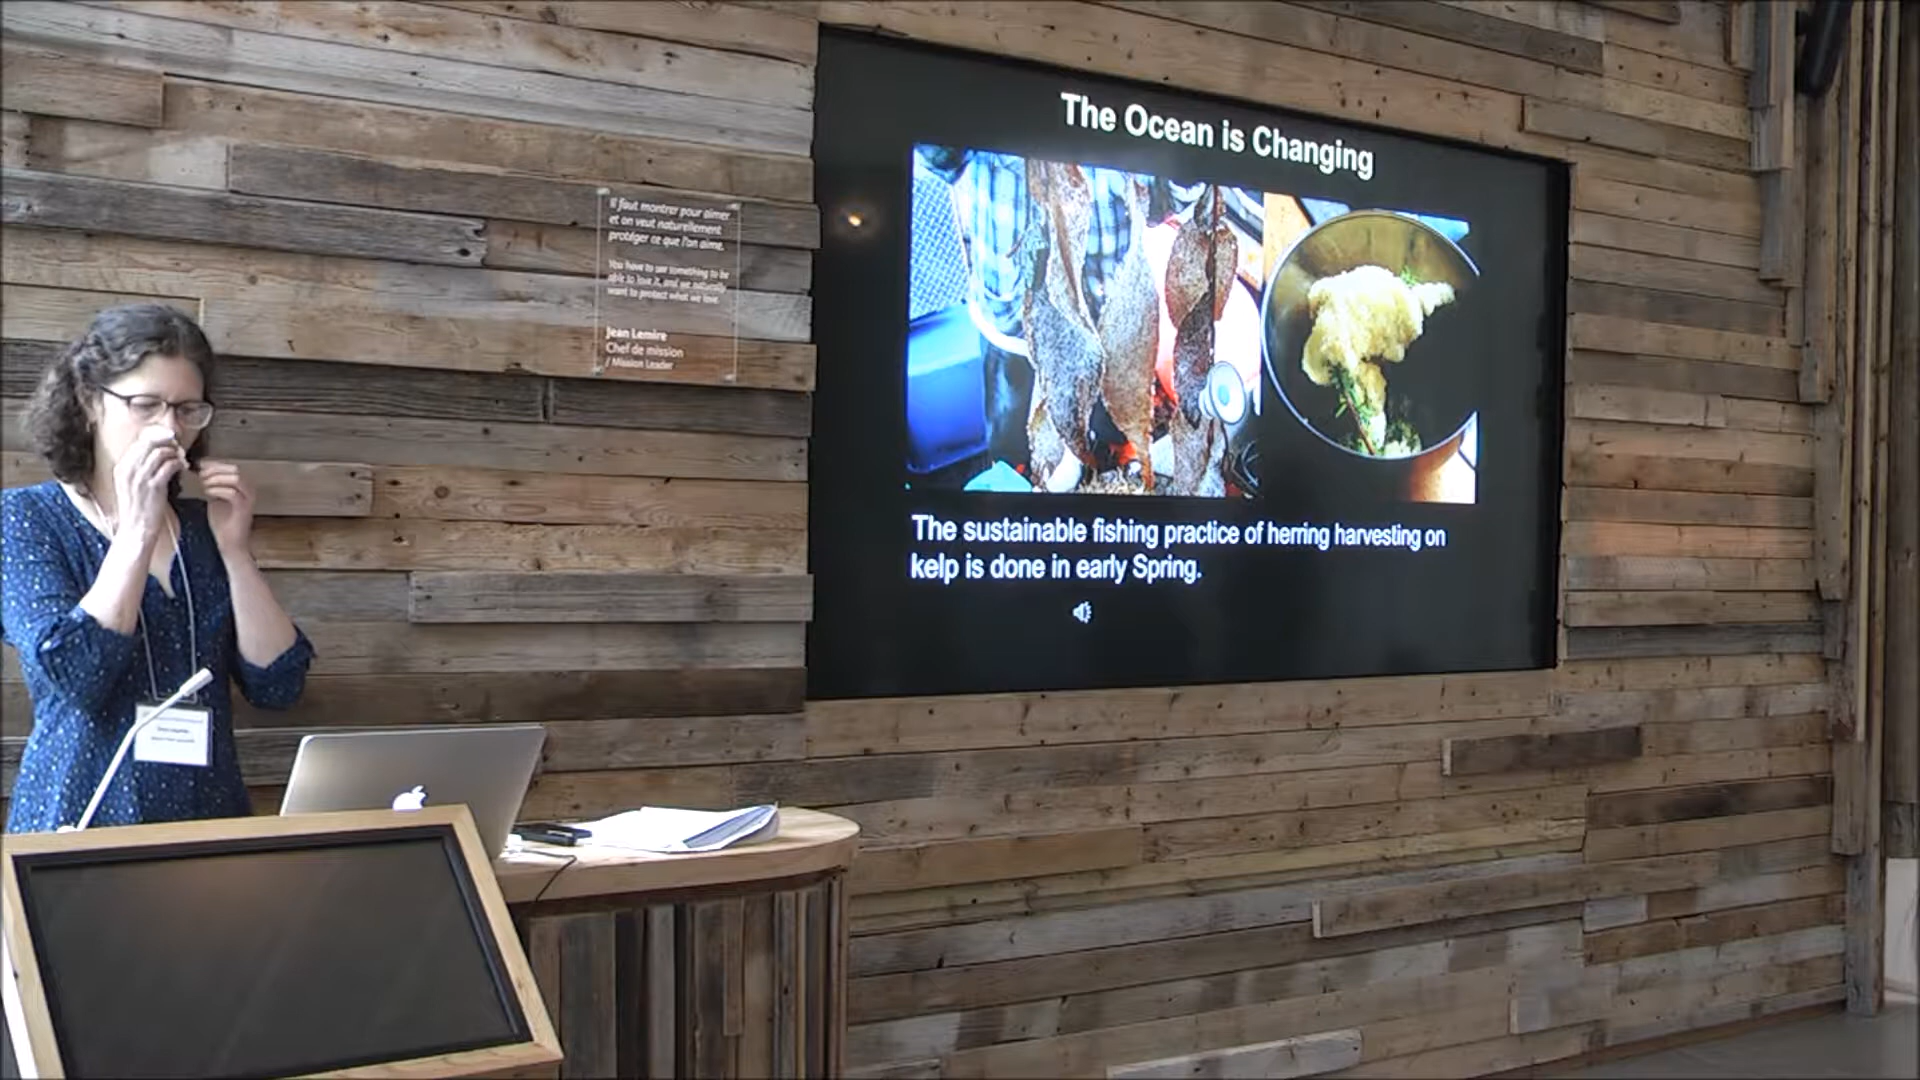 The Ocean is Changing
The sustainable fishing practice of herring harvesting on
kelp is done in early Spring.
Il faut montrer pour aimer
et on veut naturellement
protéger ce que l'on aime.
You have to see something to be
able to love it, and we naturally
want to protect what we love.
Jean Lemire
Chef de mission
/ Mission Leader